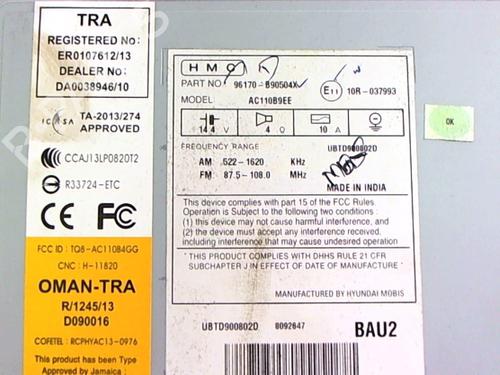 TRA
REGISTERED No:
ER0107612/13
DEALER No:
DA0038946/10
ICASA
TA-2013/274
APPROVED
CCAJ13LP0820T2
R33724-ETC
CE FC
FCC ID : TQ8-AC110B4GG
CNC : H-11820
OMAN-TRA
R/1245/13
D090016
COFETEL : RCPHYAC13-0976
This product has been Type
Approved by Jamaica :
HMC
PART NO 96170 - B90504X
MODEL AC110B9EE
E11 10R-037993
14.4 V 4 Ω 10 A
FREQUENCY RANGE UBTD900802D
AM 522-1620 KHz
FM 87.5-108.0 MHz
MADE IN INDIA
This device complies with part 15 of the FCC Rules.
Operation is Subject to the following two conditions :
(1) this device may not cause harmful interference, and
(2) the device must accept any interference received,
including interference that may cause undesired operation
" THIS PRODUCT COMPLIES WITH DHHS RULE 21 CFR
SUBCHAPTER J IN EFFECT DATE OF MANUFACTURE "
MANUFACTURED BY HYUNDAI MOBIS
UBTD900802D 8092647
BAU2
OK